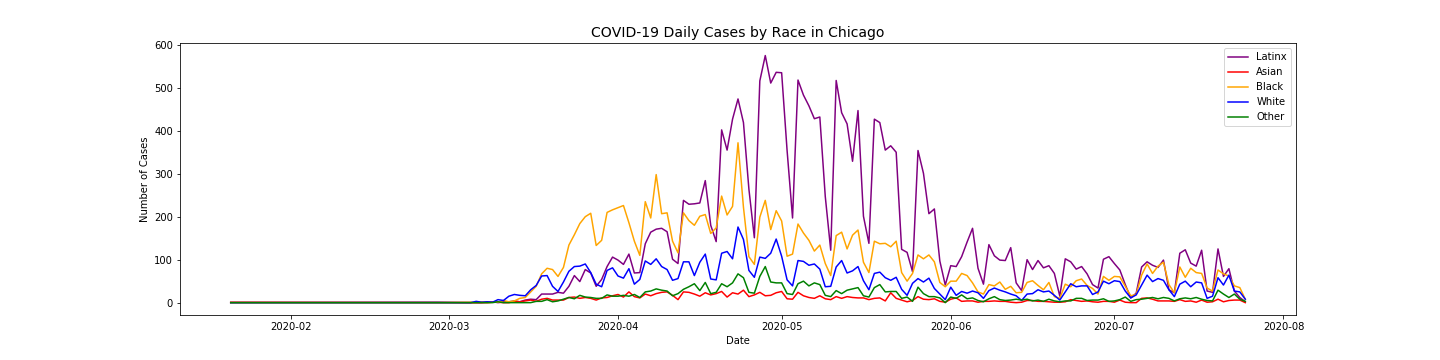 COVID-19 Daily Cases by Race in Chicago
600
500
400
300
200
100
0
Number of Cases
Latinx
Asian
Black
White
Other
2020-02
2020-03
2020-04
2020-05
2020-06
2020-07
2020-08
Date